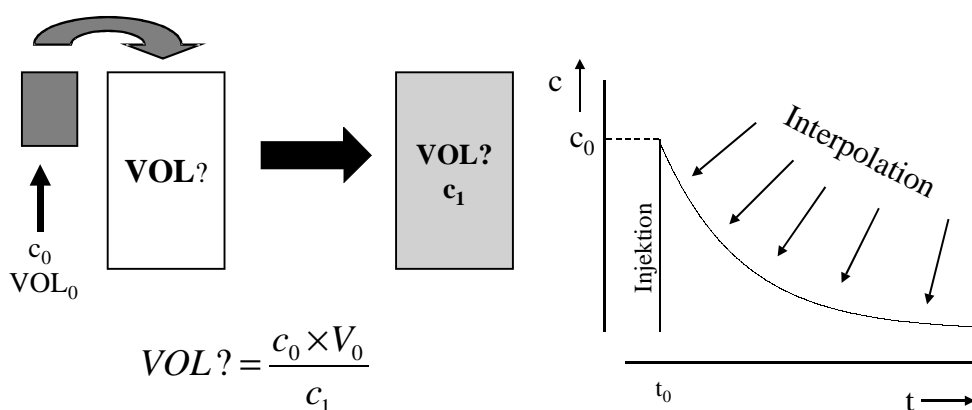 VOL?
c₀
VOL₀
VOL?
c₁
VOL? = c₀ × V₀ / c₁
c
c₀
Injektion
Interpolation
t₀
t